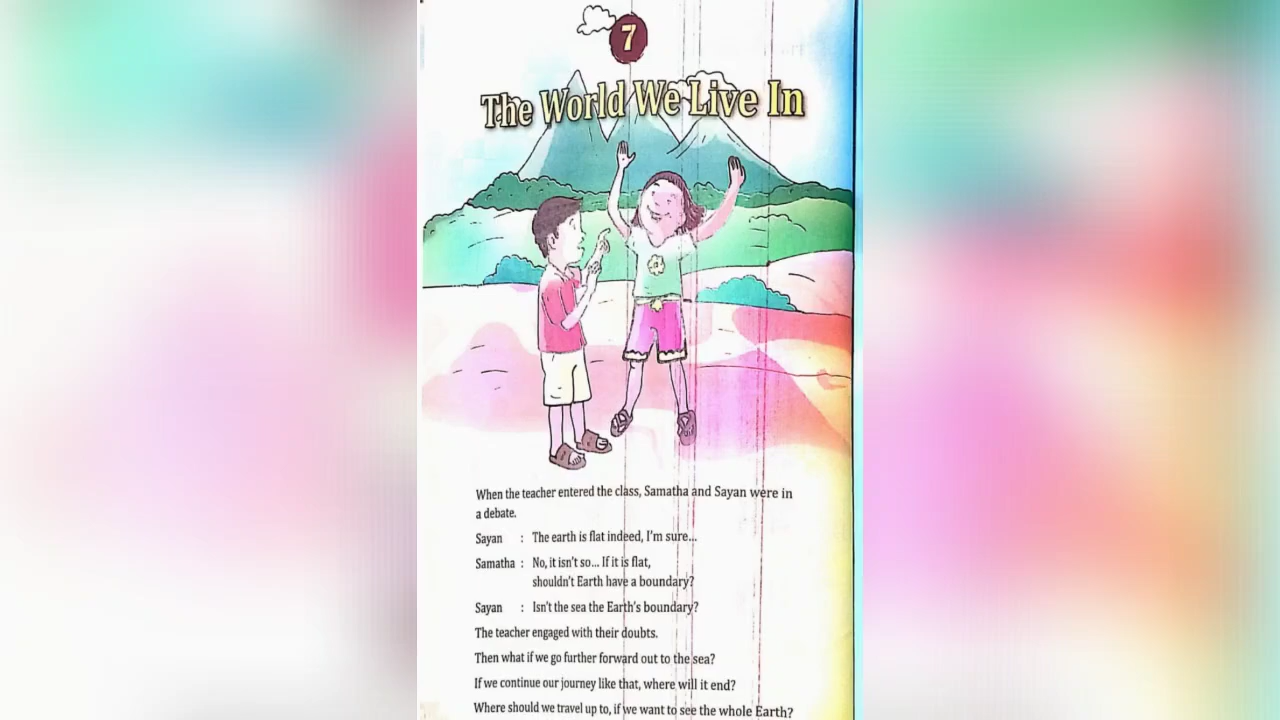 7
The World We Live In
When the teacher entered the class, Samatha and Sayan were in
a debate.
Sayan : The earth is flat indeed, I'm sure...
Samatha : No, it isn't so... If it is flat,
shouldn't Earth have a boundary?
Sayan : Isn't the sea the Earth's boundary?
The teacher engaged with their doubts.
Then what if we go further forward out to the sea?
If we continue our journey like that, where will it end?
Where should we travel up to, if we want to see the whole Earth?